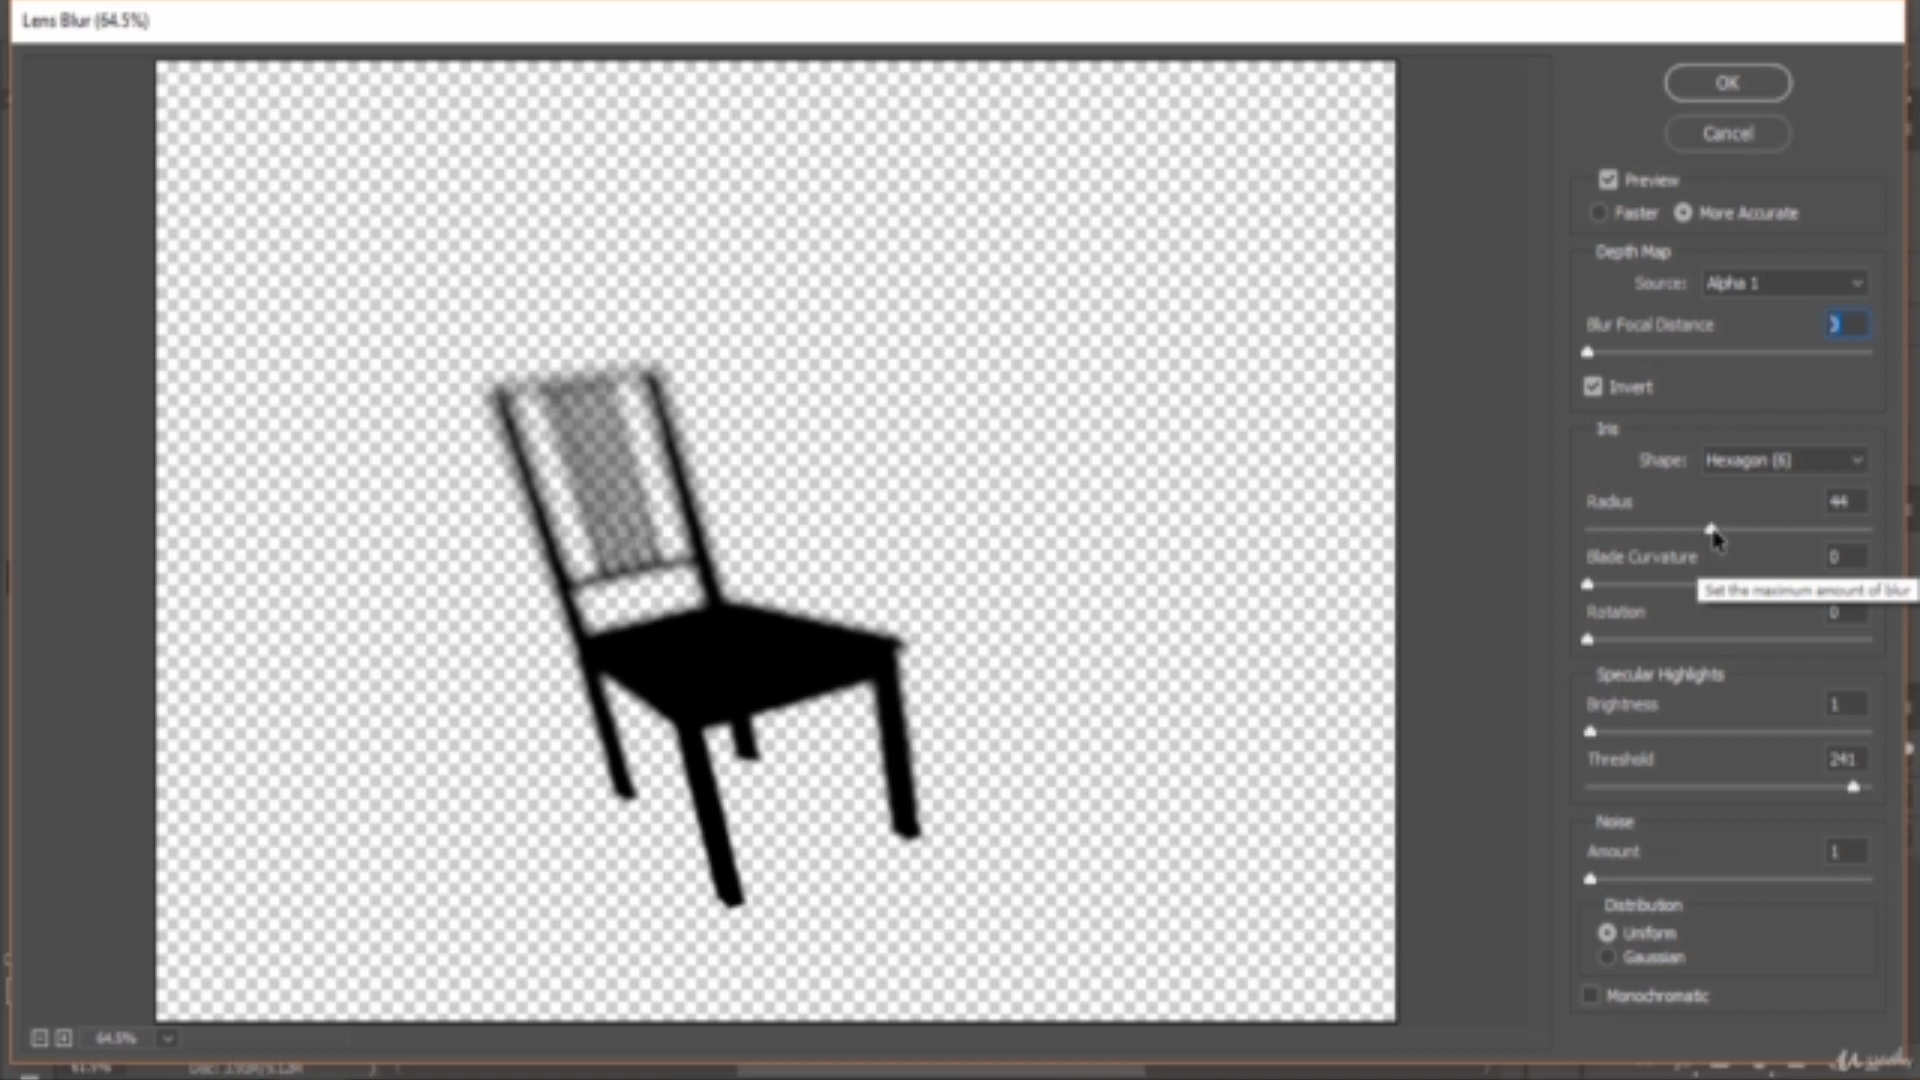 Lens Blur (64.5%)
OK
Cancel
Preview
Faster More Accurate
Depth Map
Source: Alpha 1
Blur Focal Distance
Invert
Iris
Shape: Hexagon (6)
Radius 44
Blade Curvature 0
Set the maximum amount of blur
Rotation 0
Specular Highlights
Brightness 1
Threshold 241
Noise
Amount 1
Distribution
Uniform
Gaussian
Monochromatic
64.5%
61.5%